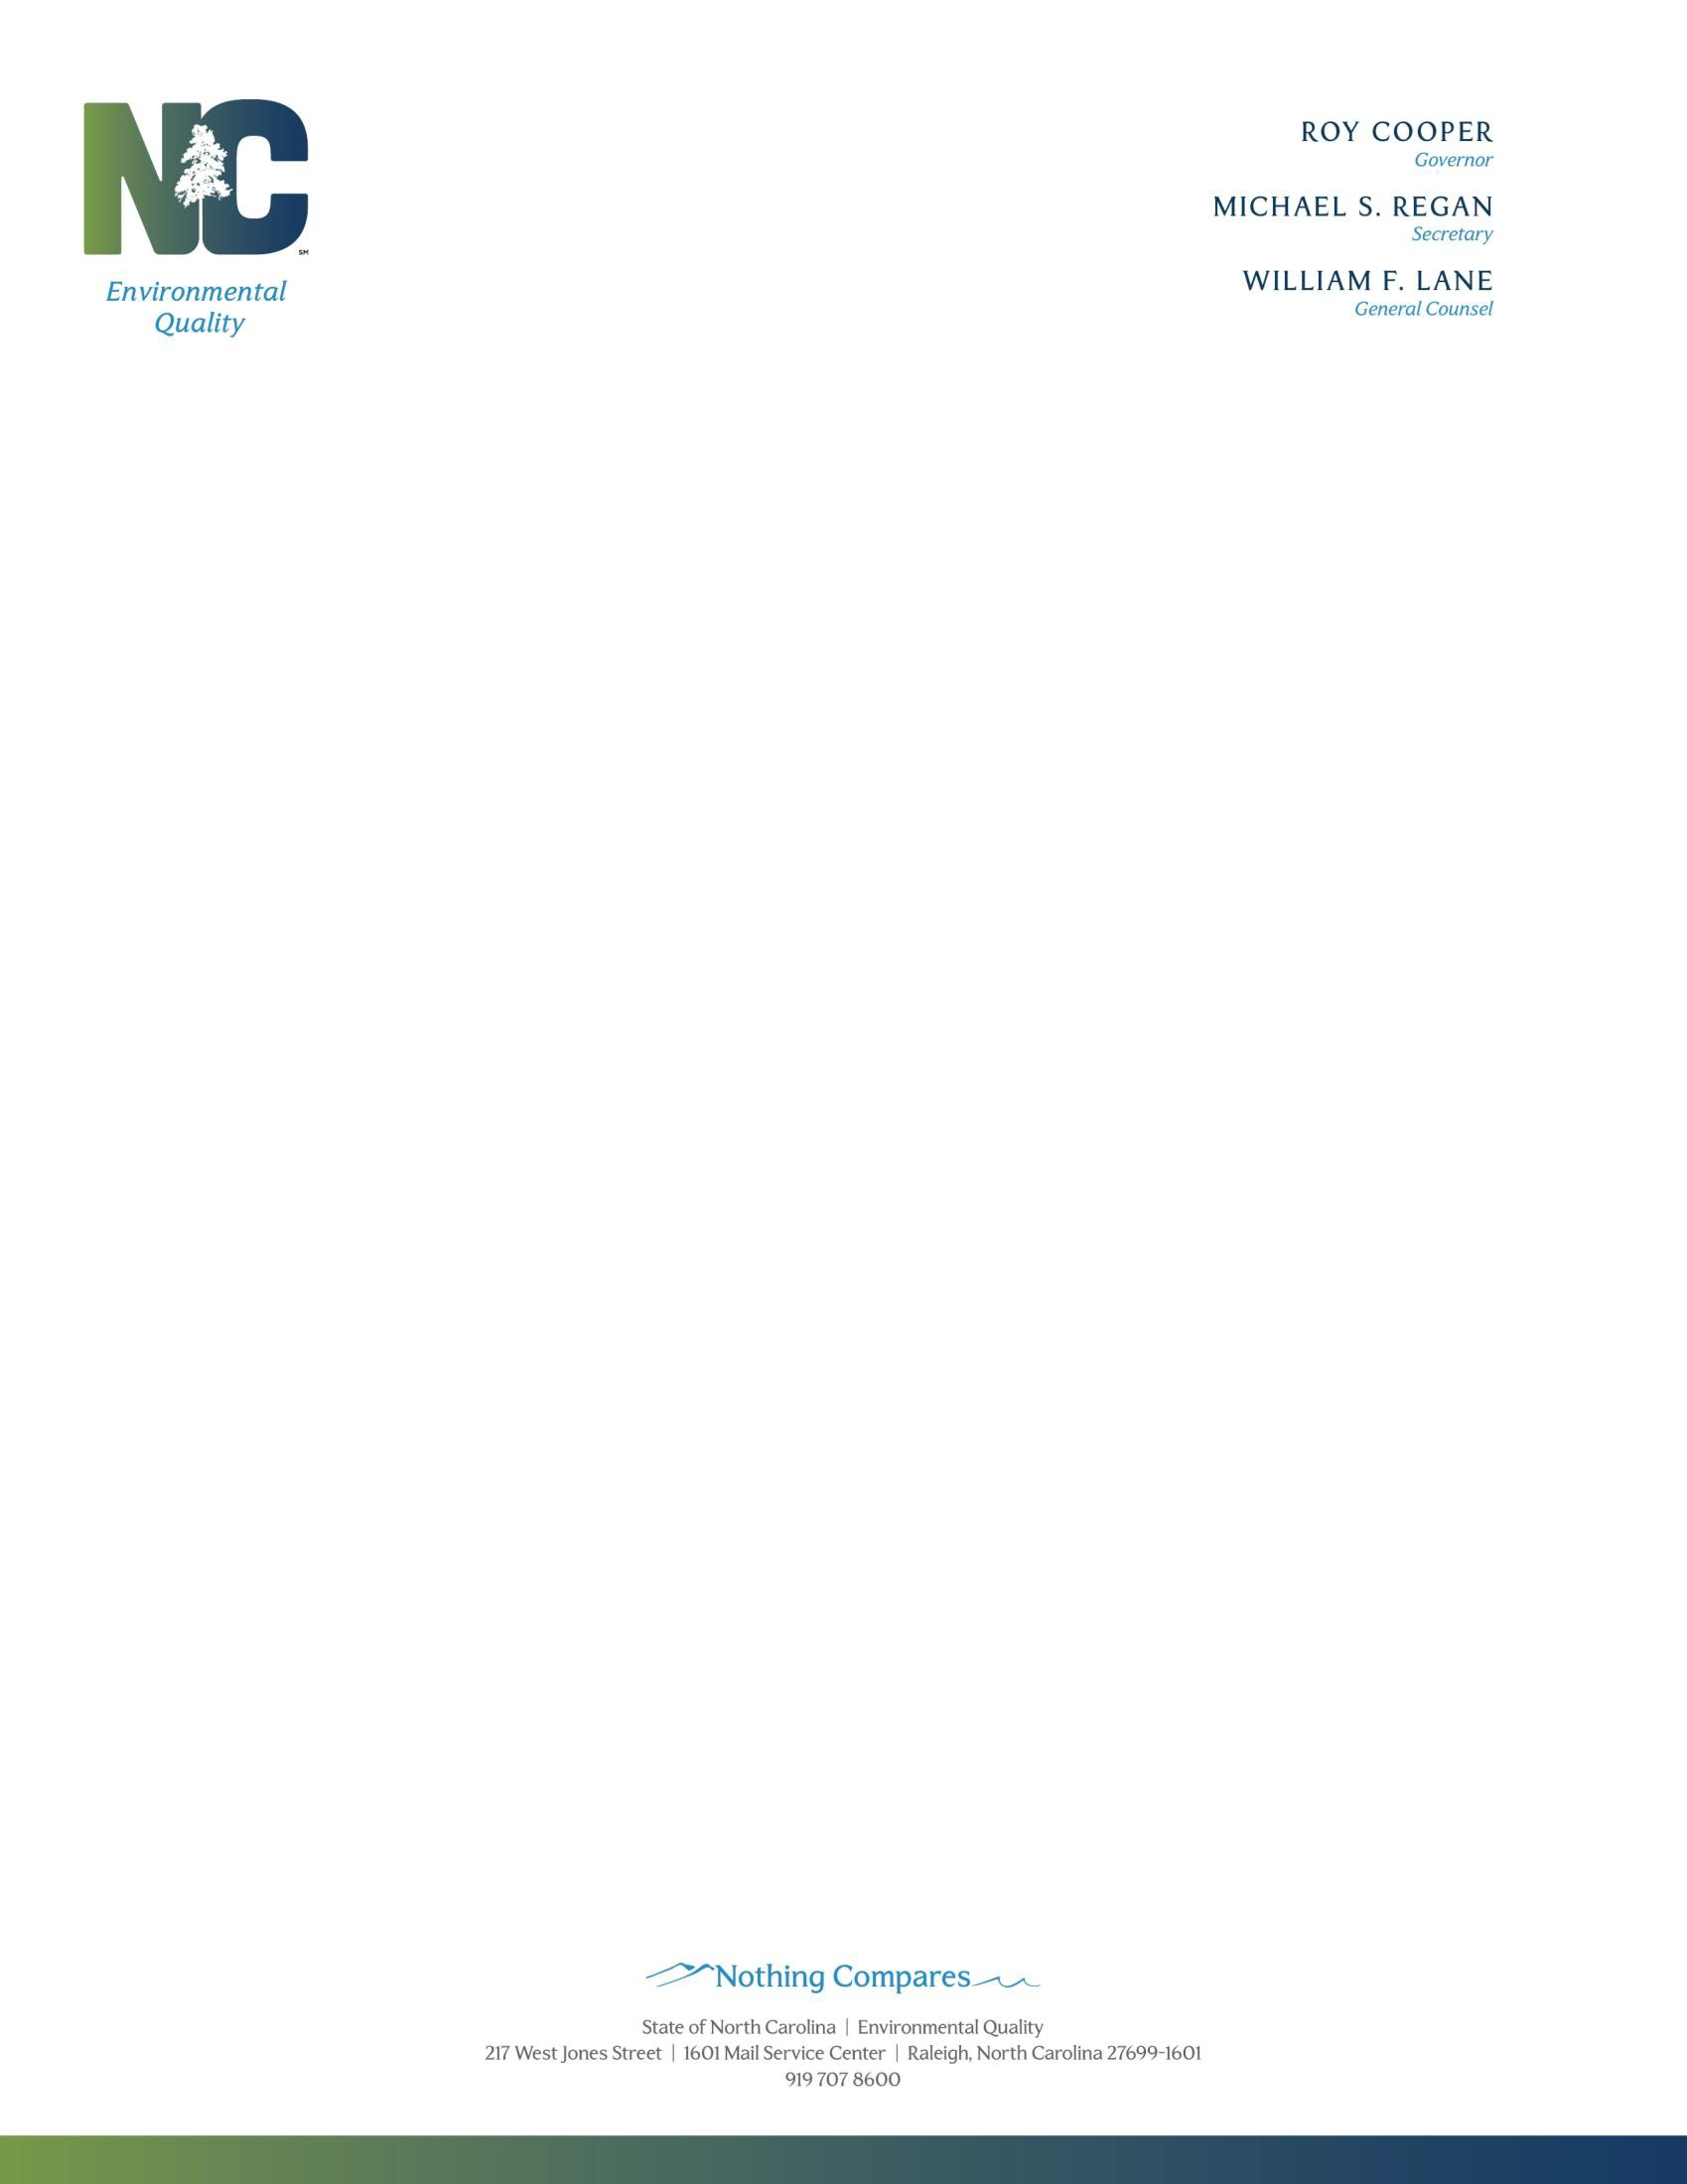 NC
SM
Environmental
Quality
ROY COOPER
Governor
MICHAEL S. REGAN
Secretary
WILLIAM F. LANE
General Counsel
Nothing Compares
State of North Carolina | Environmental Quality
217 West Jones Street | 1601 Mail Service Center | Raleigh, North Carolina 27699-1601
919 707 8600